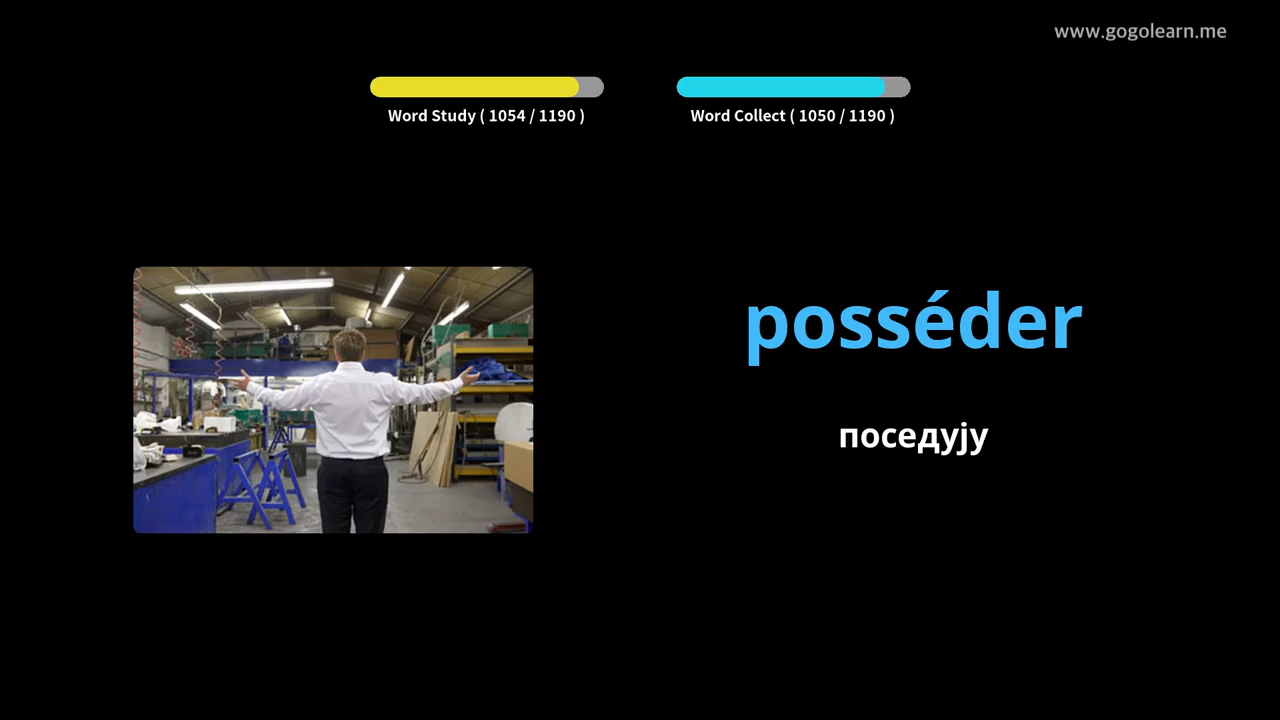 www.gogolearn.me
Word Study ( 1054 / 1190 )
Word Collect ( 1050 / 1190 )
posséder
поседују